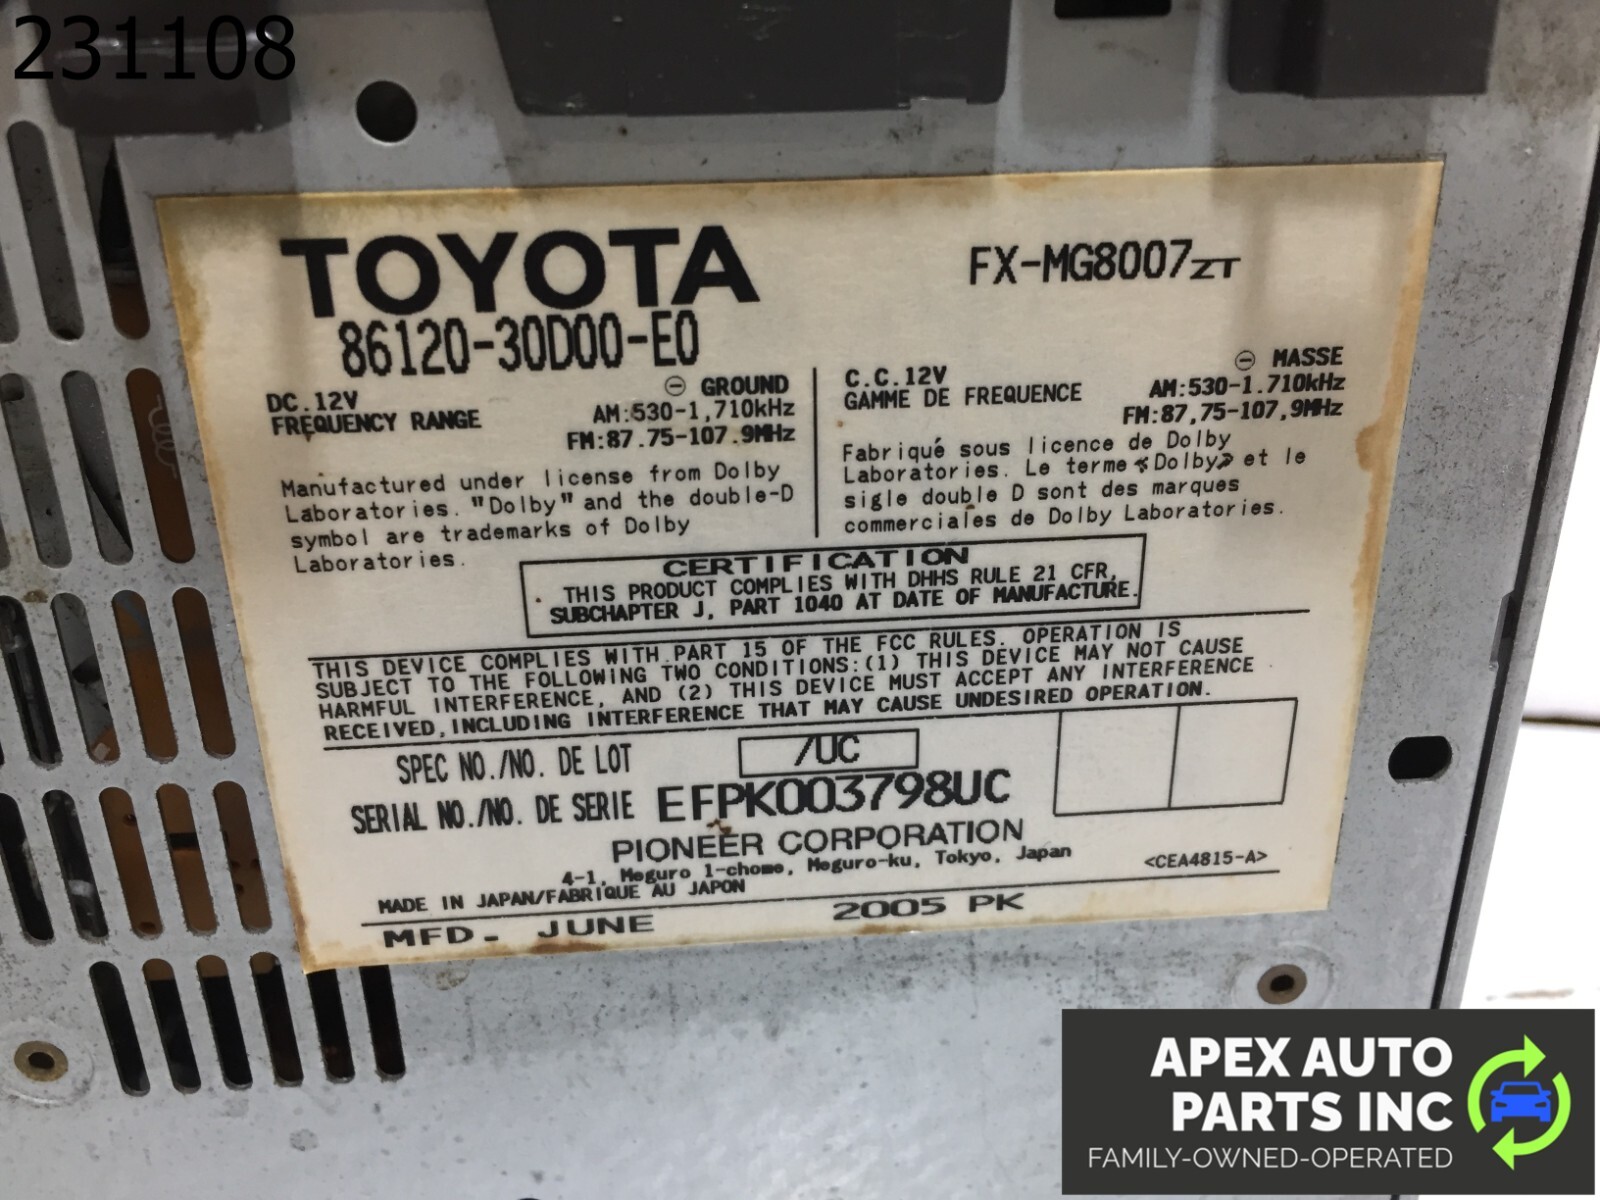 231108
TOYOTA
86120-30D00-E0
FX-MG8007ZT
DC.12V
⊖ GROUND
FREQUENCY RANGE
AM:530-1,710kHz
FM:87.75-107.9MHz
Manufactured under license from Dolby
Laboratories. "Dolby" and the double-D
symbol are trademarks of Dolby
Laboratories.
C.C.12V
⊖ MASSE
GAMME DE FREQUENCE
AM:530-1.710kHz
FM:87,75-107,9MHz
Fabriqué sous licence de Dolby
Laboratories. Le terme «Dolby» et le
sigle double D sont des marques
commerciales de Dolby Laboratories.
CERTIFICATION
THIS PRODUCT COMPLIES WITH DHHS RULE 21 CFR,
SUBCHAPTER J, PART 1040 AT DATE OF MANUFACTURE.
THIS DEVICE COMPLIES WITH PART 15 OF THE FCC RULES. OPERATION IS
SUBJECT TO THE FOLLOWING TWO CONDITIONS:(1) THIS DEVICE MAY NOT CAUSE
HARMFUL INTERFERENCE, AND (2) THIS DEVICE MUST ACCEPT ANY INTERFERENCE
RECEIVED, INCLUDING INTERFERENCE THAT MAY CAUSE UNDESIRED OPERATION.
SPEC NO./NO. DE LOT /UC
SERIAL NO./NO. DE SERIE EFPK003798UC
PIONEER CORPORATION
4-1, Meguro 1-chome, Meguro-ku, Tokyo, Japan
<CEA4815-A>
MADE IN JAPAN/FABRIQUE AU JAPON
MFD- JUNE 2005 PK
APEX AUTO
PARTS INC
FAMILY-OWNED-OPERATED